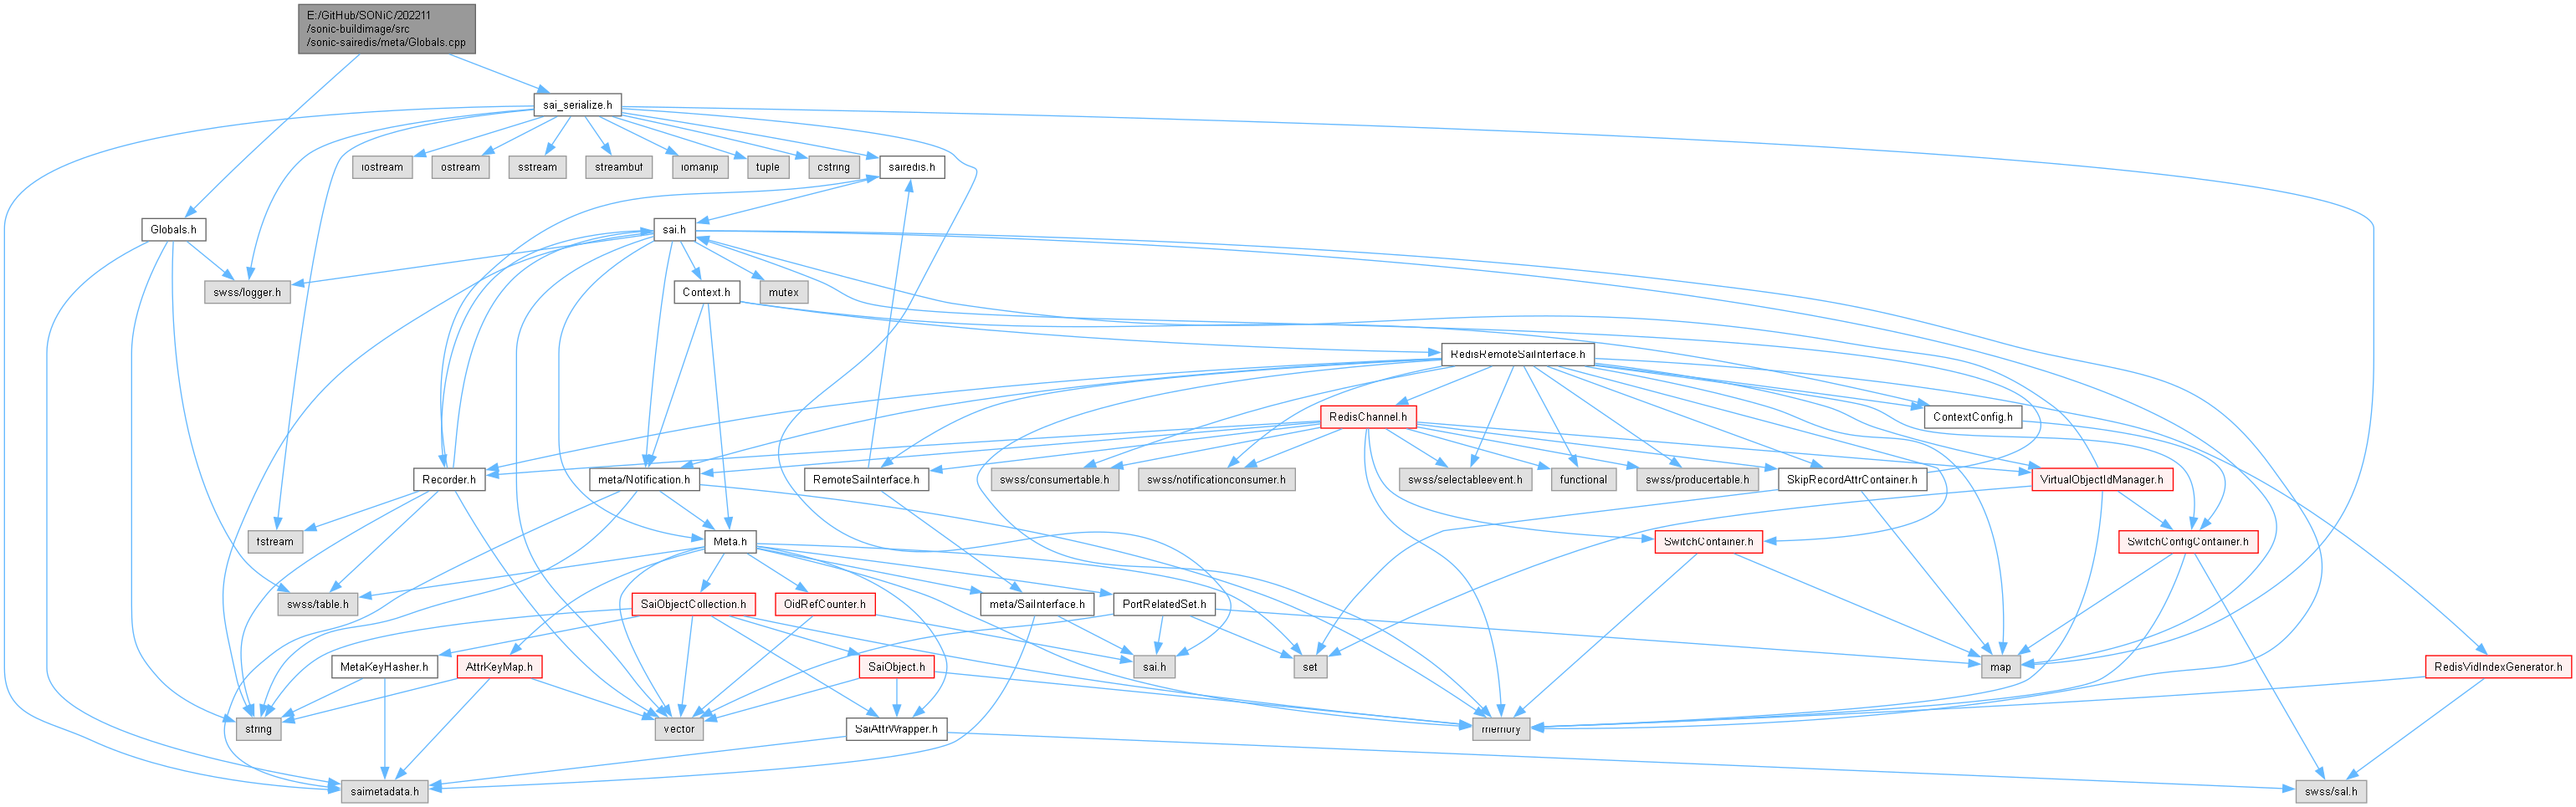 E:/GitHub/SONiC/202211
/sonic-buildimage/src
/sonic-sairedis/meta/Globals.cpp
sai_serialize.h
iostream
ostream
sstream
streambuf
iomanip
tuple
cstring
sairedis.h
Globals.h
sai.h
swss/logger.h
Context.h
mutex
RedisRemoteSaiInterface.h
RedisChannel.h
ContextConfig.h
Recorder.h
meta/Notification.h
RemoteSaiInterface.h
swss/consumertable.h
swss/notificationconsumer.h
swss/selectableevent.h
functional
swss/producertable.h
SkipRecordAttrContainer.h
VirtualObjectIdManager.h
fstream
Meta.h
SwitchContainer.h
SwitchConfigContainer.h
swss/table.h
SaiObjectCollection.h
OidRefCounter.h
meta/SaiInterface.h
PortRelatedSet.h
MetaKeyHasher.h
AttrKeyMap.h
SaiObject.h
sai.h
set
map
RedisVidIndexGenerator.h
string
vector
SaiAttrWrapper.h
memory
saimetadata.h
swss/sal.h